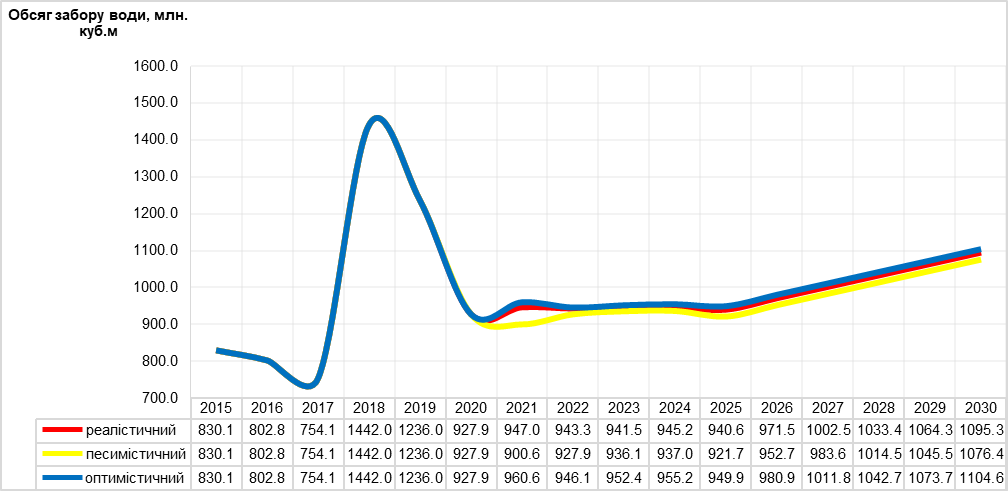 Обсяг забору води, млн.
куб.м
1600.0
1500.0
1400.0
1300.0
1200.0
1100.0
1000.0
900.0
800.0
700.0
2015 2016 2017 2018 2019 2020 2021 2022 2023 2024 2025 2026 2027 2028 2029 2030
реалістичний 830.1 802.8 754.1 1442.0 1236.0 927.9 947.0 943.3 941.5 945.2 940.6 971.5 1002.5 1033.4 1064.3 1095.3
песимістичний 830.1 802.8 754.1 1442.0 1236.0 927.9 900.6 927.9 936.1 937.0 921.7 952.7 983.6 1014.5 1045.5 1076.4
оптимістичний 830.1 802.8 754.1 1442.0 1236.0 927.9 960.6 946.1 952.4 955.2 949.9 980.9 1011.8 1042.7 1073.7 1104.6